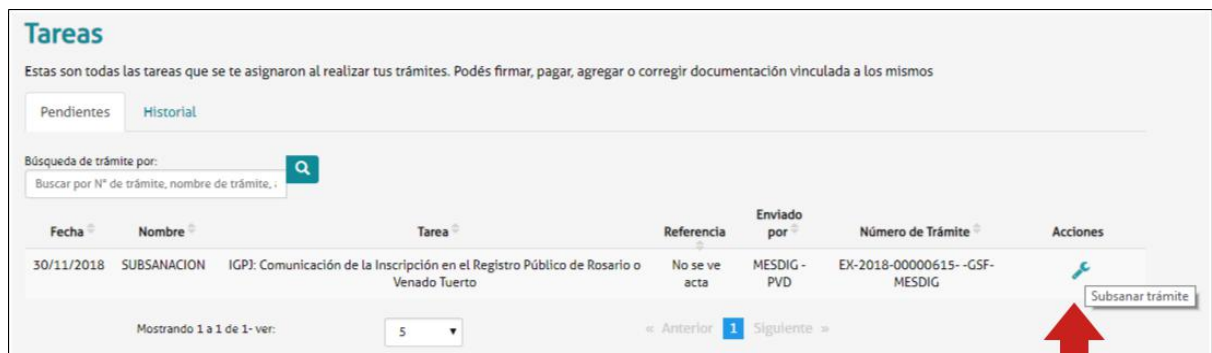 Tareas
Estas son todas las tareas que se te asignaron al realizar tus trámites. Podés firmar, pagar, agregar o corregir documentación vinculada a los mismos
Pendientes Historial
Búsqueda de trámite por:
Buscar por N° de trámite, nombre de trámite, a
Fecha Nombre Tarea Referencia Enviado por Número de Trámite Acciones
30/11/2018 SUBSANACION IGPJ: Comunicación de la Inscripción en el Registro Público de Rosario o No se ve MESDIG - EX-2018-00000615- -GSF-
Venado Tuerto acta PVD MESDIG
Subsanar trámite
Mostrando 1 a 1 de 1- ver: 5 « Anterior 1 Siguiente »